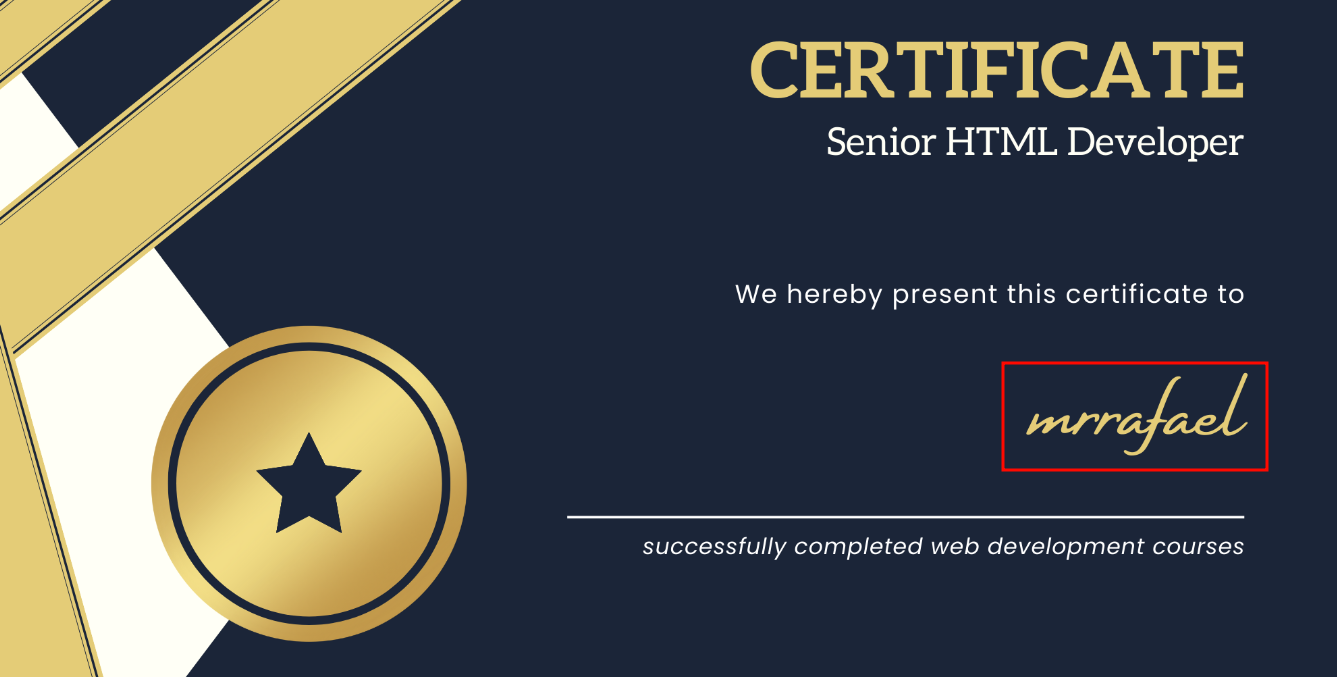 CERTIFICATE
Senior HTML Developer
We hereby present this certificate to
mrrafael
successfully completed web development courses